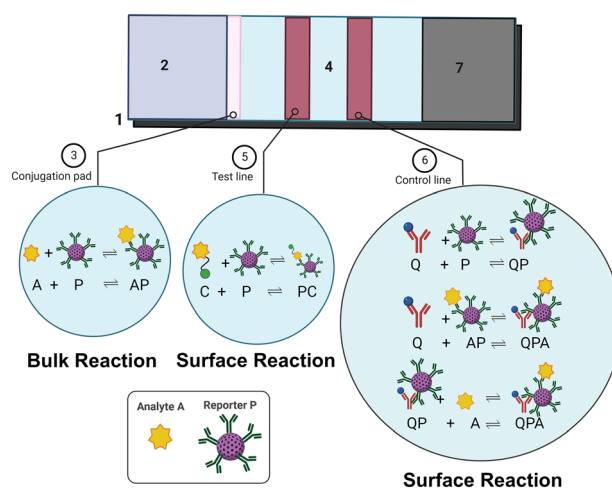 2
4
7
1
3
Conjugation pad
5
Test line
6
Control line
A + P ⇌ AP
Bulk Reaction
C + P ⇌ PC
Surface Reaction
Q + P ⇌ QP
Q + AP ⇌ QPA
QP + A ⇌ QPA
Surface Reaction
Analyte A
Reporter P